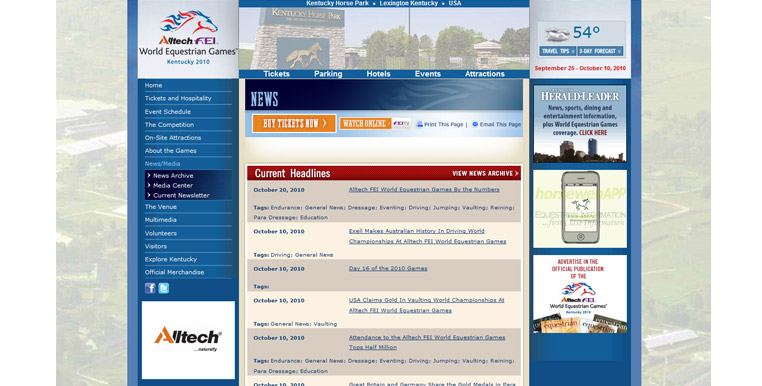 Kentucky Horse Park • Lexington Kentucky • USA
KENTUCKY HORSE PARK
Alltech FEI
World Equestrian Games™
Kentucky 2010
54°
TRAVEL TIPS » 3-DAY FORECAST »
September 25 - October 10, 2010
Tickets Parking Hotels Events Attractions
Home
Tickets and Hospitality
Event Schedule
The Competition
On-Site Attractions
About the Games
News/Media
News Archive
Media Center
Current Newsletter
The Venue
Multimedia
Volunteers
Visitors
Explore Kentucky
Official Merchandise
Alltech
...naturally
NEWS
BUY TICKETS NOW > WATCH ONLINE > FEITV Print This Page | Email This Page
Current Headlines VIEW NEWS ARCHIVE >
October 20, 2010 Alltech FEI World Equestrian Games By the Numbers
Tags: Endurance; General News; Dressage; Eventing; Driving; Jumping; Vaulting; Reining;
Para Dressage; Education
October 10, 2010 Exell Makes Australian History In Driving World
Championships At Alltech FEI World Equestrian Games
Tags: Driving; General News
October 10, 2010 Day 16 of the 2010 Games
Tags:
October 10, 2010 USA Claims Gold In Vaulting World Championships At
Alltech FEI World Equestrian Games
Tags: General News; Vaulting
October 10, 2010 Attendance to the Alltech FEI World Equestrian Games
Tops Half Million
Tags: Endurance; General News; Dressage; Eventing; Driving; Jumping; Vaulting; Reining;
Para Dressage; Education
October 10, 2010 Great Britain and Germany Share the Gold Medals in Para
HERALD-LEADER
News, sports, dining and
entertainment information,
plus World Equestrian Games
coverage. CLICK HERE
horsewebAPP
EQUESTRIAN INFORMATION
ADVERTISE IN THE
OFFICIAL PUBLICATION
OF THE
Alltech FEI
World Equestrian Games
Kentucky 2010
equestrian